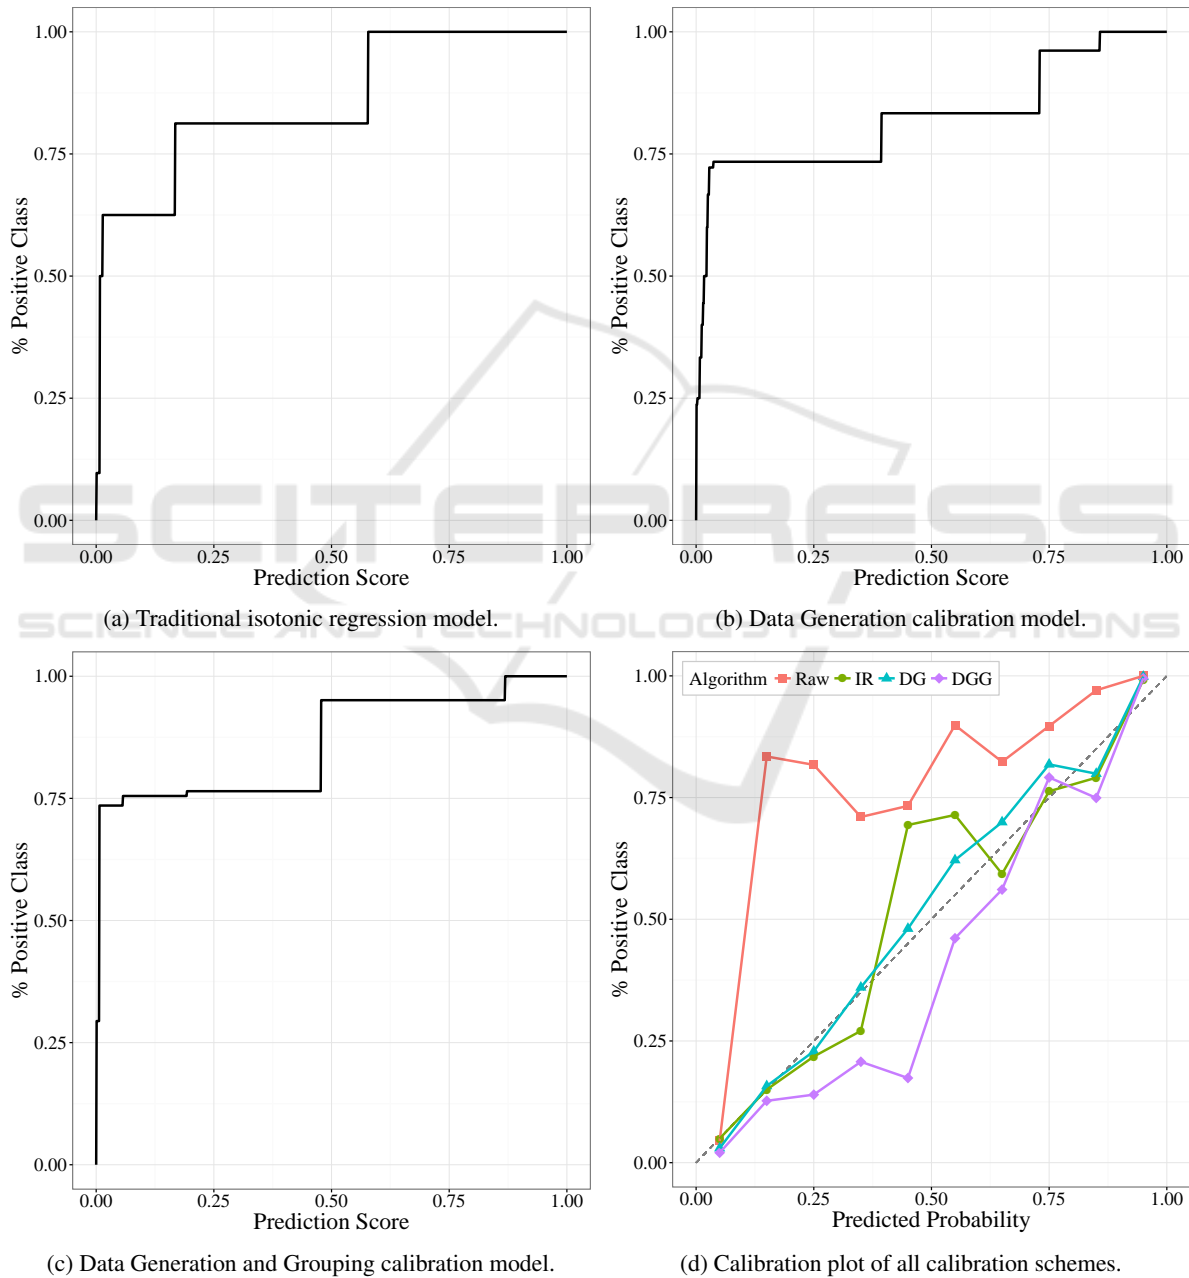 1.00
0.75
0.50
0.25
0.00
% Positive Class
0.00 0.25 0.50 0.75 1.00
Prediction Score
(a) Traditional isotonic regression model.
1.00
0.75
0.50
0.25
0.00
% Positive Class
0.00 0.25 0.50 0.75 1.00
Prediction Score
(b) Data Generation calibration model.
SCITEPRESS
SCIENCE AND TECHNOLOGY PUBLICATIONS
1.00
0.75
0.50
0.25
0.00
% Positive Class
0.00 0.25 0.50 0.75 1.00
Prediction Score
(c) Data Generation and Grouping calibration model.
Algorithm Raw IR DG DGG
1.00
0.75
0.50
0.25
0.00
% Positive Class
0.00 0.25 0.50 0.75 1.00
Predicted Probability
(d) Calibration plot of all calibration schemes.